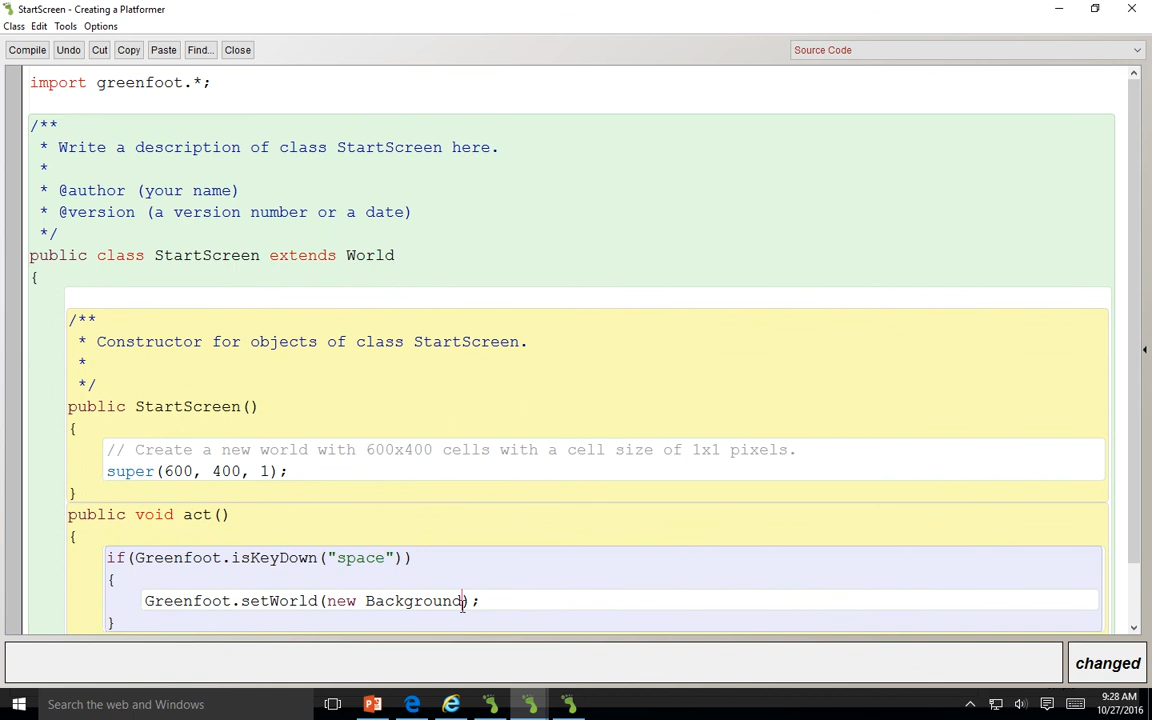 StartScreen - Creating a Platformer
Class Edit Tools Options
Compile Undo Cut Copy Paste Find... Close Source Code
import greenfoot.*;
/**
* Write a description of class StartScreen here.
*
* @author (your name)
* @version (a version number or a date)
*/
public class StartScreen extends World
{
/**
* Constructor for objects of class StartScreen.
*
*/
public StartScreen()
{
// Create a new world with 600x400 cells with a cell size of 1x1 pixels.
super(600, 400, 1);
}
public void act()
{
if(Greenfoot.isKeyDown("space"))
{
Greenfoot.setWorld(new Background);
}
changed
Search the web and Windows
9:28 AM
10/27/2016